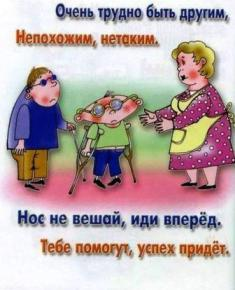 Очень трудно быть другим,
Непохожим, нетаким.
Нос не вешай, иди вперёд.
Тебе помогут, успех придёт.